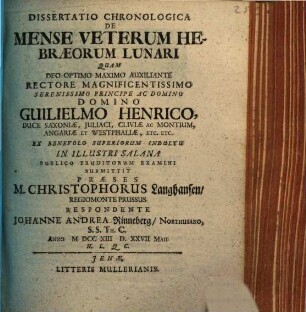 DISSERTATIO CHRONOLOGICA
DE
MENSE VETERUM HE-
BRÆORUM LUNARI
QUAM
DEO OPTIMO MAXIMO AUXILIANTE
RECTORE MAGNIFICENTISSIMO
SERENISSIMO PRINCIPE AC DOMINO
DOMINO
GUILIELMO HENRICO,
DUCE SAXONIÆ, JULIACI, CLIVIÆ AC MONTIUM,
ANGARIÆ ET WESTPHALIÆ, ETC. ETC.
EX BENEVOLO SUPERIORUM INDULTU
IN ILLUSTRI SALANA
PUBLICO ERUDITORUM EXAMINI
SUBMITTIT
PRÆSES
M. CHRISTOPHORUS Langhansen/
REGIOMONTE PRUSSUS
RESPONDENTE
JOHANNE ANDREA Rinneberg/ NORTHUSANO,
S.S. TH. C.
ANNO M DCC XIII D. XXVII MAII
H. L. Q. C.
JENÆ,
LITTERIS MULLERIANIS.